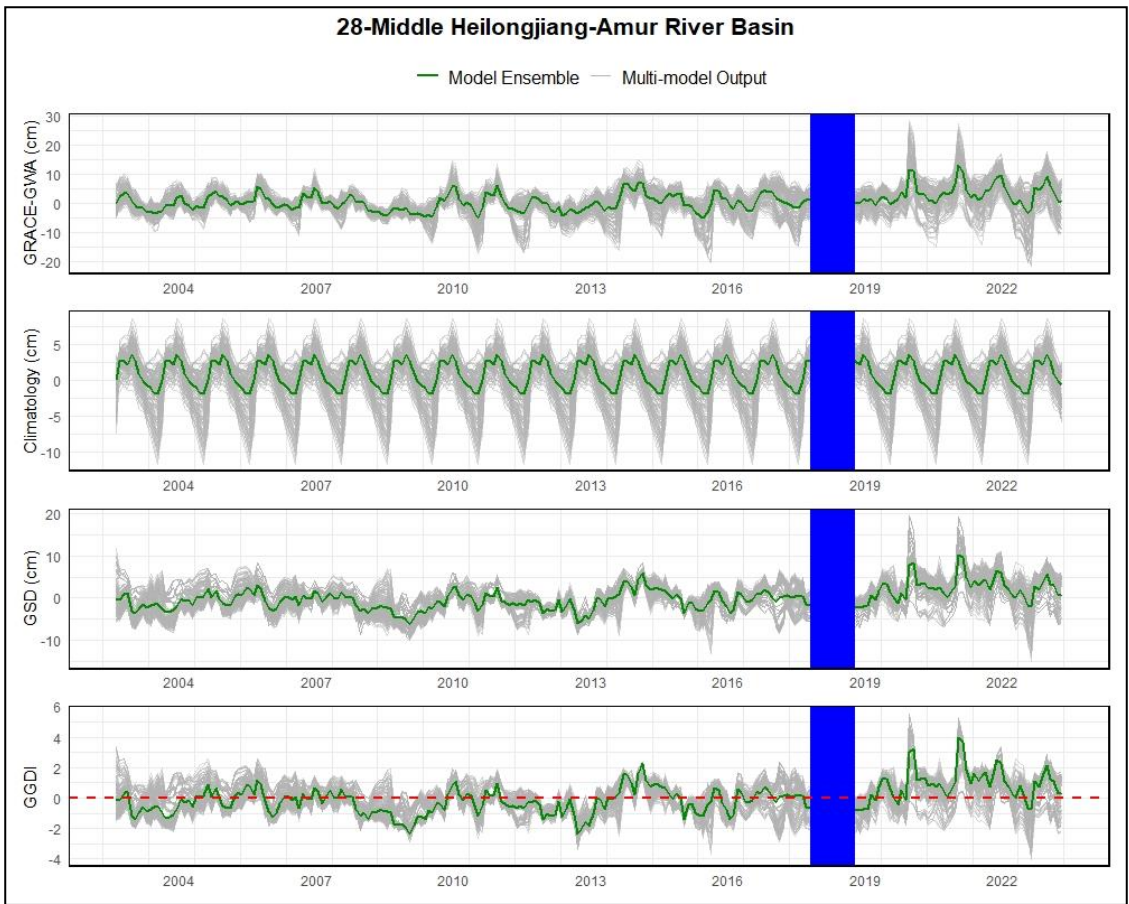 28-Middle Heilongjiang-Amur River Basin
Model Ensemble Multi-model Output
GRACE-GWA (cm)
30
20
10
0
-10
-20
2004 2007 2010 2013 2016 2019 2022
Climatology (cm)
5
0
-5
-10
2004 2007 2010 2013 2016 2019 2022
GSD (cm)
20
10
0
-10
2004 2007 2010 2013 2016 2019 2022
GGDI
6
4
2
0
-2
-4
2004 2007 2010 2013 2016 2019 2022